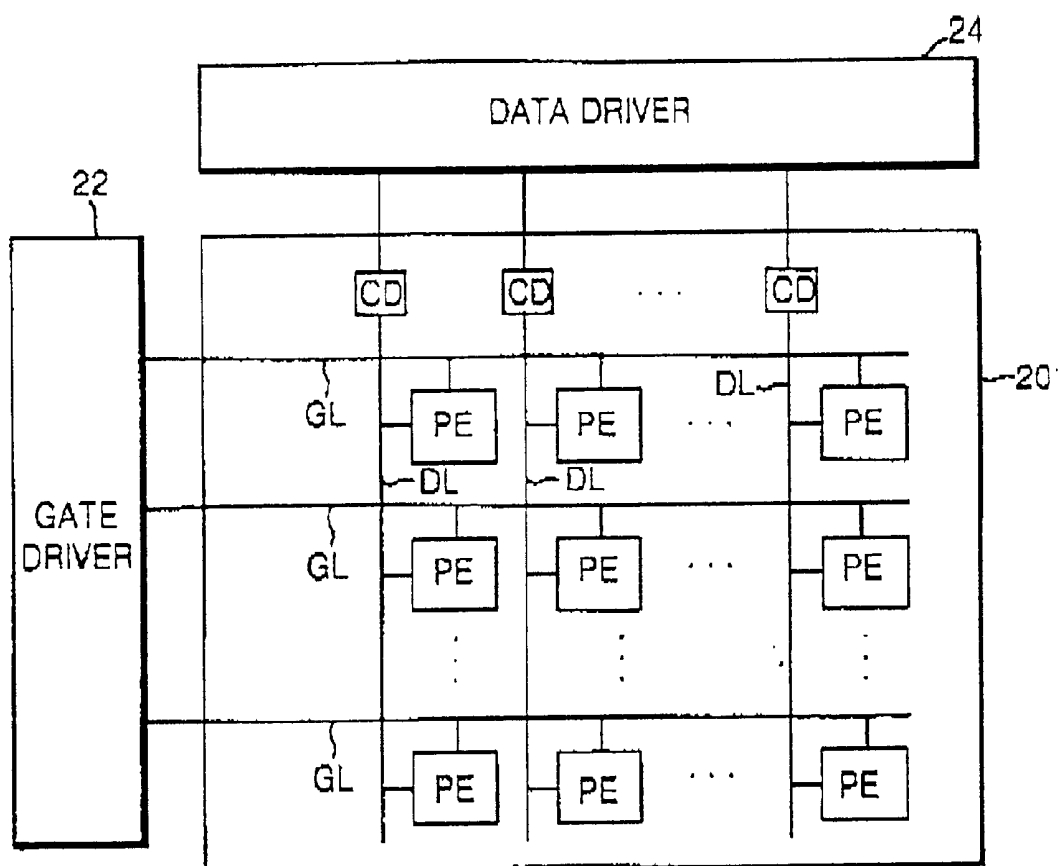 24
DATA DRIVER
22
CD CD ... CD
GL PE PE DL ... PE
20
DL DL
GATE
DRIVER
GL PE PE ... PE
GL PE PE ... PE